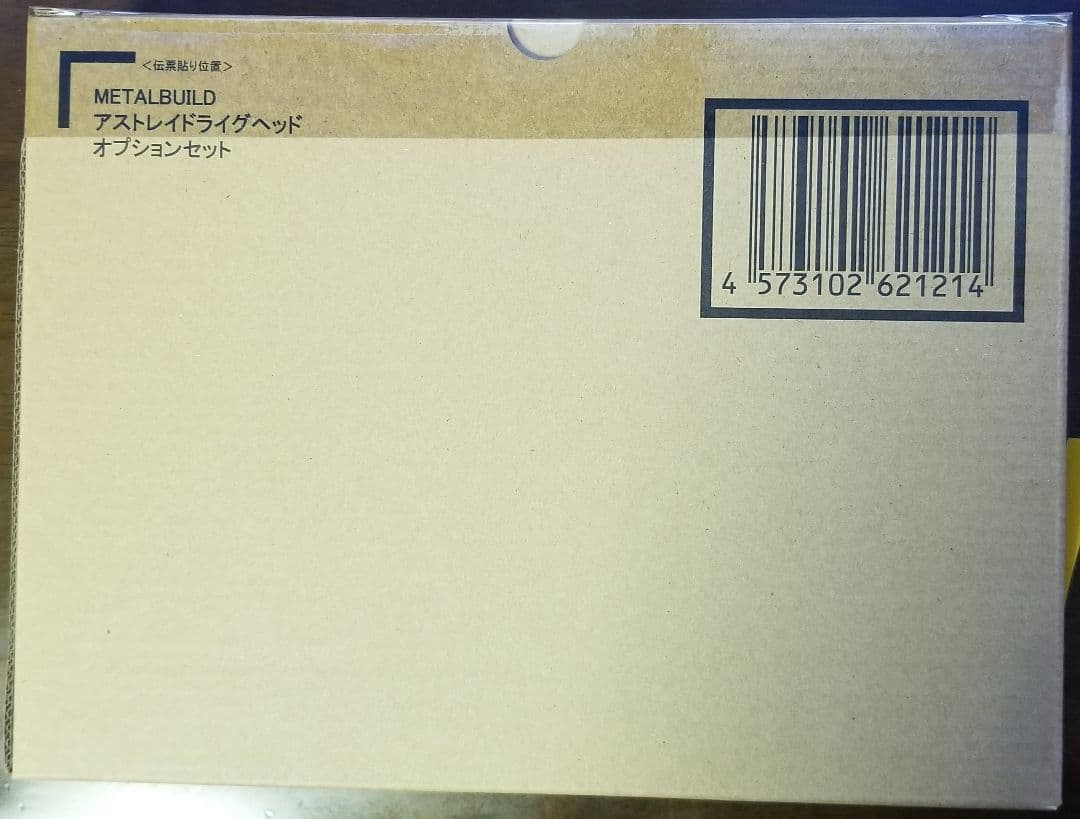 <伝票貼り位置>
METALBUILD
アストレイドライグヘッド
オプションセット
4 573102 621214